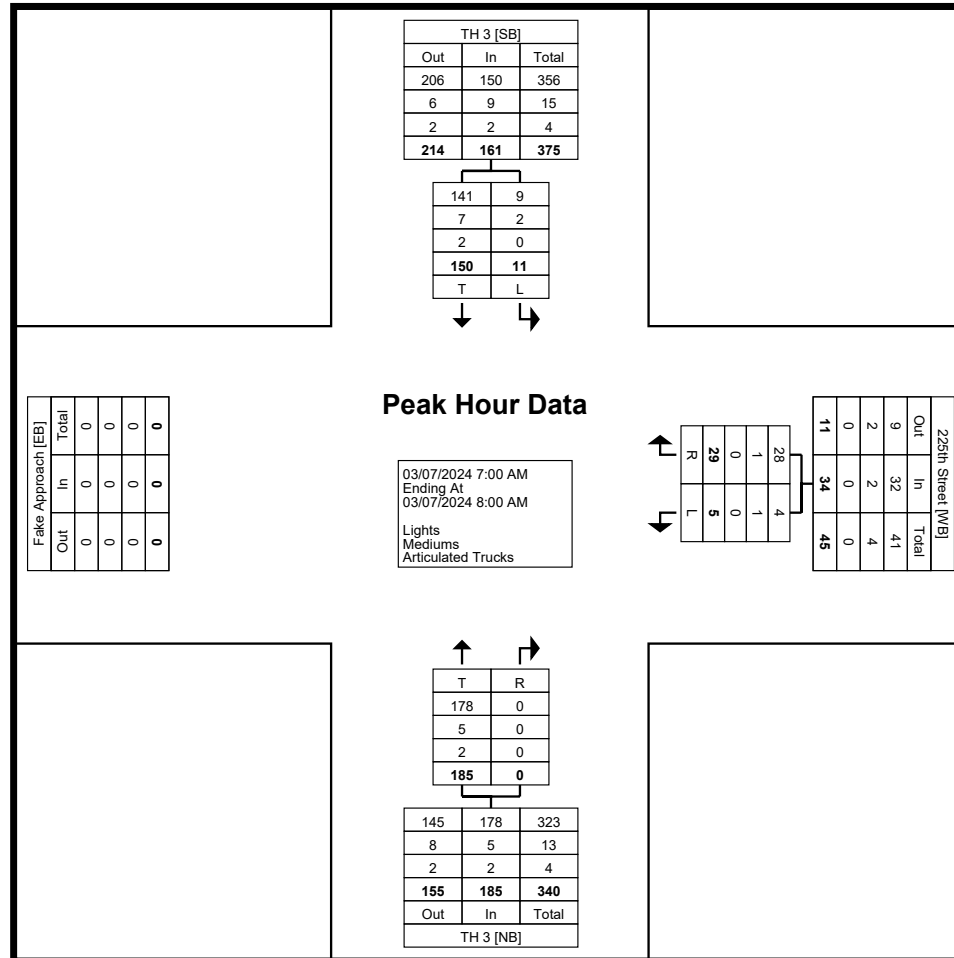 TH 3 [SB]
Out In Total
206 150 356
6 9 15
2 2 4
214 161 375
141 9
7 2
2 0
150 11
T L
Peak Hour Data
03/07/2024 7:00 AM
Ending At
03/07/2024 8:00 AM
Lights
Mediums
Articulated Trucks
Fake Approach [EB]
Out In Total
0 0 0
0 0 0
0 0 0
0 0 0
225th Street [WB]
Out In Total
9 32 41
2 2 4
0 0 0
11 34 45
28 4
1 1
0 0
29 5
R L
T R
178 0
5 0
2 0
185 0
145 178 323
8 5 13
2 2 4
155 185 340
Out In Total
TH 3 [NB]